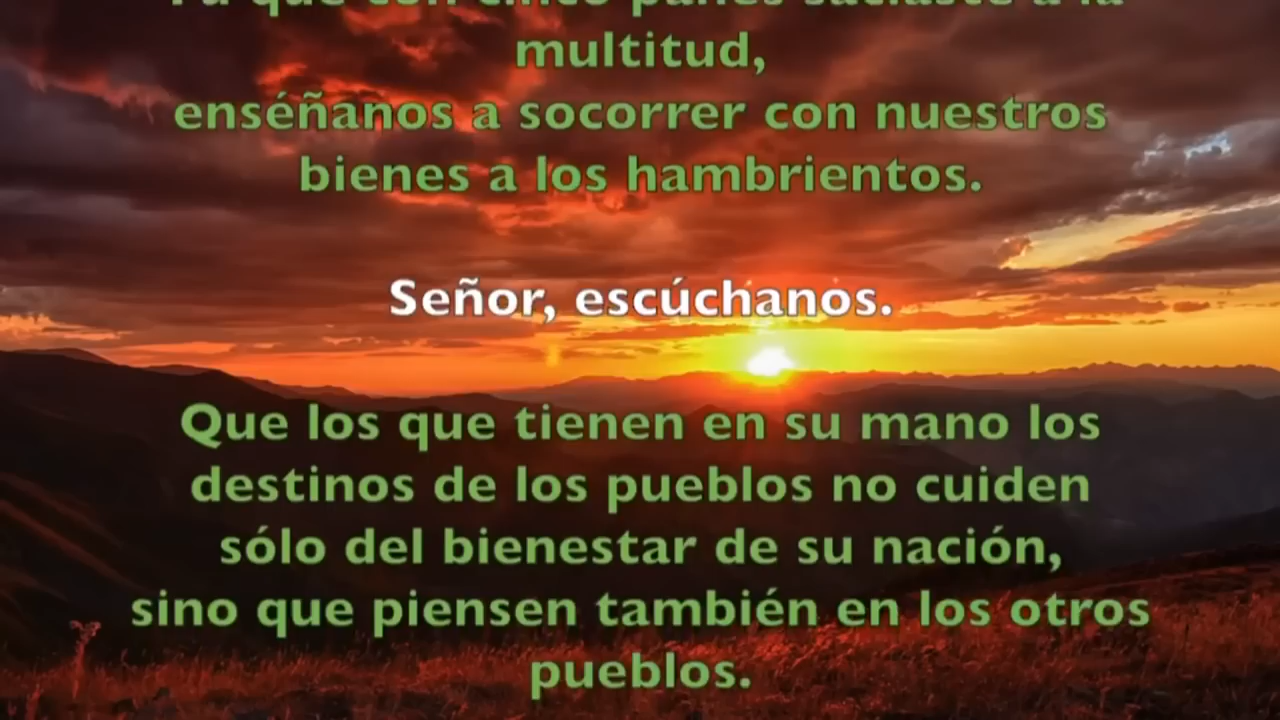 que con cinco panes saciaste a la
multitud,
enséñanos a socorrer con nuestros
bienes a los hambrientos.
Señor, escúchanos.
Que los que tienen en su mano los
destinos de los pueblos no cuiden
sólo del bienestar de su nación,
sino que piensen también en los otros
pueblos.